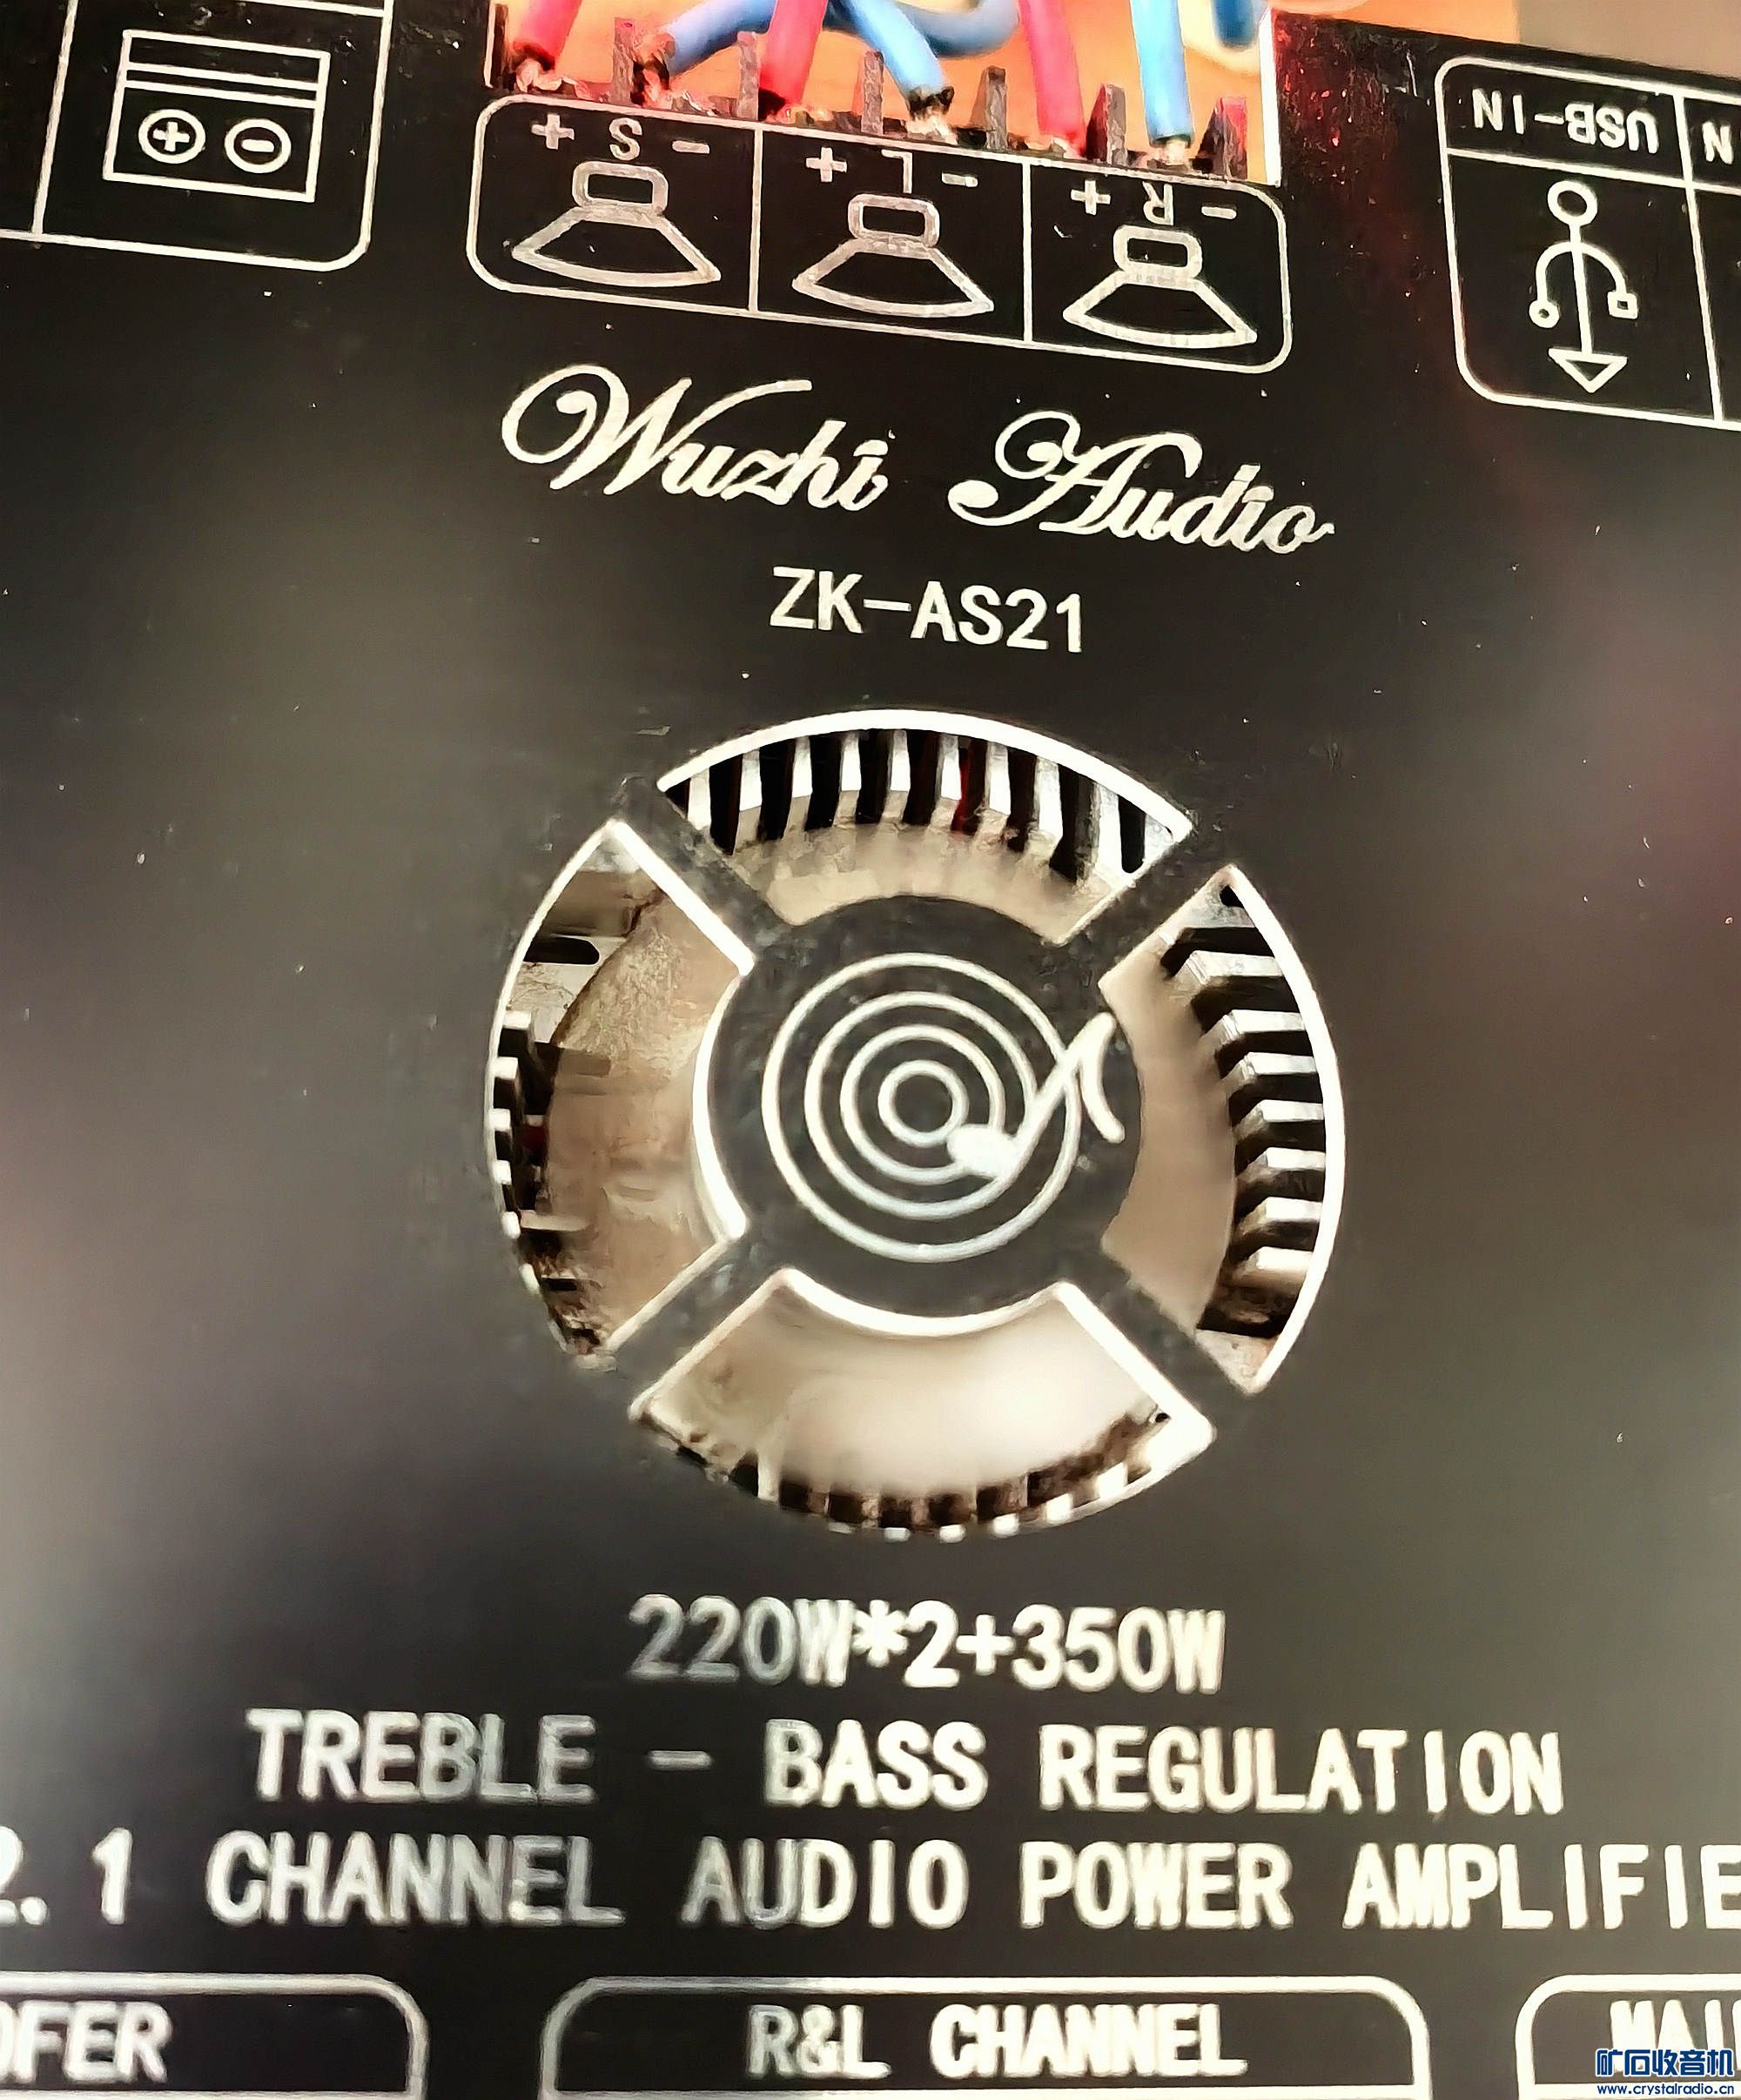 USB-IN
+ S -
+ L -
+ R -
Wuzhi Audio
ZK-AS21
220W*2+350W
TREBLE - BASS REGULATION
2.1 CHANNEL AUDIO POWER AMPLIFIE
OFER
R&L CHANNEL
MAI
矿石收音机
www.crystalradio.cn